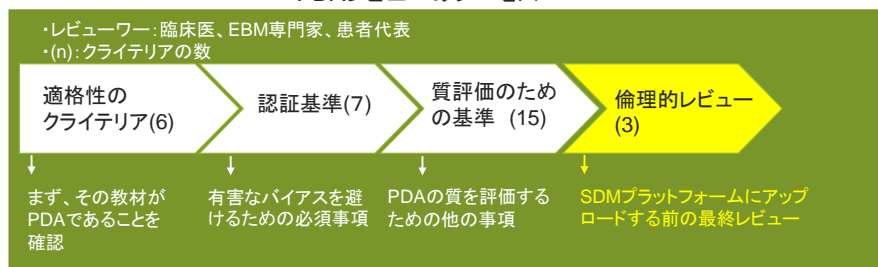 ・レビューワー：臨床医、EBM専門家、患者代表
・(n)：クライテリアの数
適格性の
クライテリア(6)
認証基準(7)
質評価のため
の基準 (15)
倫理的レビュー
(3)
まず、その教材が
PDAであることを
確認
有害なバイアスを避
けるための必須事項
PDAの質を評価する
ための他の事項
SDMプラットフォームにアップ
ロードする前の最終レビュー